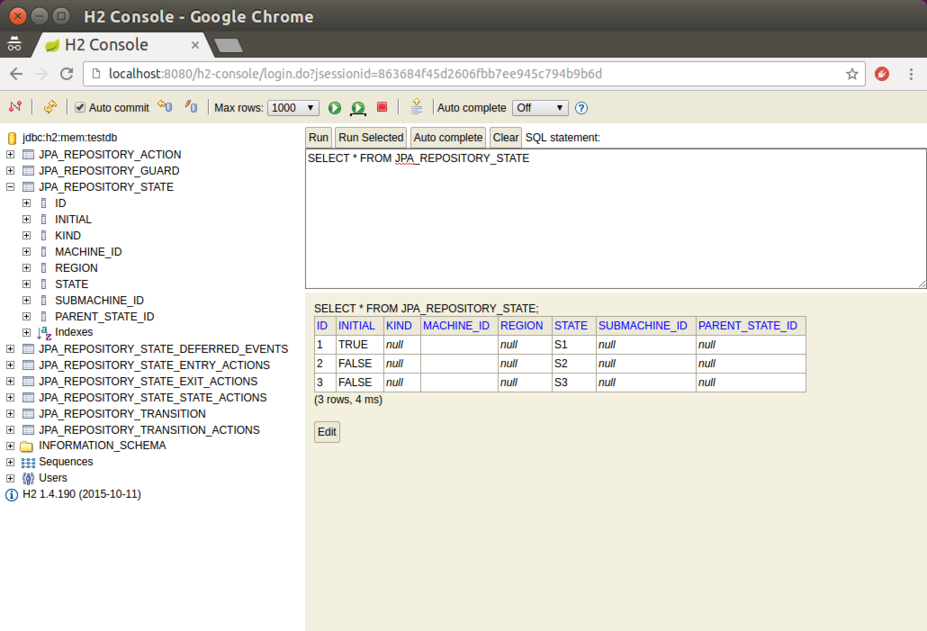 H2 Console - Google Chrome
H2 Console
localhost:8080/h2-console/login.do?jsessionid=863684f45d2606fbb7ee945c794b9b6d
Auto commit Max rows: 1000 Auto complete Off
jdbc:h2:mem:testdb
JPA_REPOSITORY_ACTION
JPA_REPOSITORY_GUARD
JPA_REPOSITORY_STATE
ID
INITIAL
KIND
MACHINE_ID
REGION
STATE
SUBMACHINE_ID
PARENT_STATE_ID
Indexes
JPA_REPOSITORY_STATE_DEFERRED_EVENTS
JPA_REPOSITORY_STATE_ENTRY_ACTIONS
JPA_REPOSITORY_STATE_EXIT_ACTIONS
JPA_REPOSITORY_STATE_STATE_ACTIONS
JPA_REPOSITORY_TRANSITION
JPA_REPOSITORY_TRANSITION_ACTIONS
INFORMATION_SCHEMA
Sequences
Users
H2 1.4.190 (2015-10-11)
Run Run Selected Auto complete Clear SQL statement:
SELECT * FROM JPA_REPOSITORY_STATE
SELECT * FROM JPA_REPOSITORY_STATE;
ID INITIAL KIND MACHINE_ID REGION STATE SUBMACHINE_ID PARENT_STATE_ID
1 TRUE null null S1 null null
2 FALSE null null S2 null null
3 FALSE null null S3 null null
(3 rows, 4 ms)
Edit